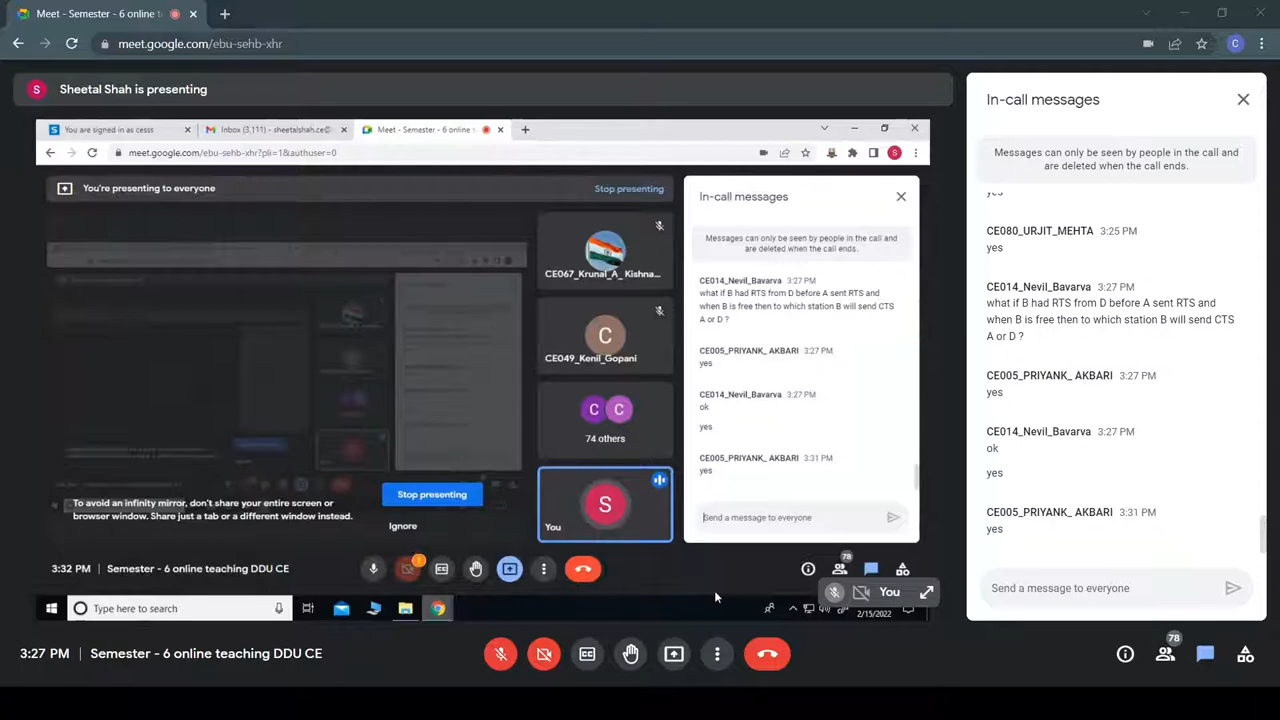 Meet - Semester - 6 online t
meet.google.com/ebu-sehb-xhr
C
S
Sheetal Shah is presenting
You are signed in as cesss
Inbox (3,111) - sheetalshah.ce@
Meet - Semester - 6 online
meet.google.com/ebu-sehb-xhr?pli=1&authuser=0
S
You're presenting to everyone
Stop presenting
CE067_Krunal_A_ Kishna...
C
CE049_Kenil_Gopani
C C
74 others
S
You
To avoid an infinity mirror, don't share your entire screen or
browser window. Share just a tab or a different window instead.
Stop presenting
Ignore
In-call messages
Messages can only be seen by people in the call and
are deleted when the call ends.
CE014_Nevil_Bavarva 3:27 PM
what if B had RTS from D before A sent RTS and
when B is free then to which station B will send CTS
A or D ?
CE005_PRIYANK_ AKBARI 3:27 PM
yes
CE014_Nevil_Bavarva 3:27 PM
ok
yes
CE005_PRIYANK_ AKBARI 3:31 PM
yes
Send a message to everyone
3:32 PM | Semester - 6 online teaching DDU CE
78
You
Type here to search
2/15/2022
In-call messages
Messages can only be seen by people in the call and
are deleted when the call ends.
yes
CE080_URJIT_MEHTA 3:25 PM
yes
CE014_Nevil_Bavarva 3:27 PM
what if B had RTS from D before A sent RTS and
when B is free then to which station B will send CTS
A or D ?
CE005_PRIYANK_ AKBARI 3:27 PM
yes
CE014_Nevil_Bavarva 3:27 PM
ok
yes
CE005_PRIYANK_ AKBARI 3:31 PM
yes
Send a message to everyone
3:27 PM | Semester - 6 online teaching DDU CE
78